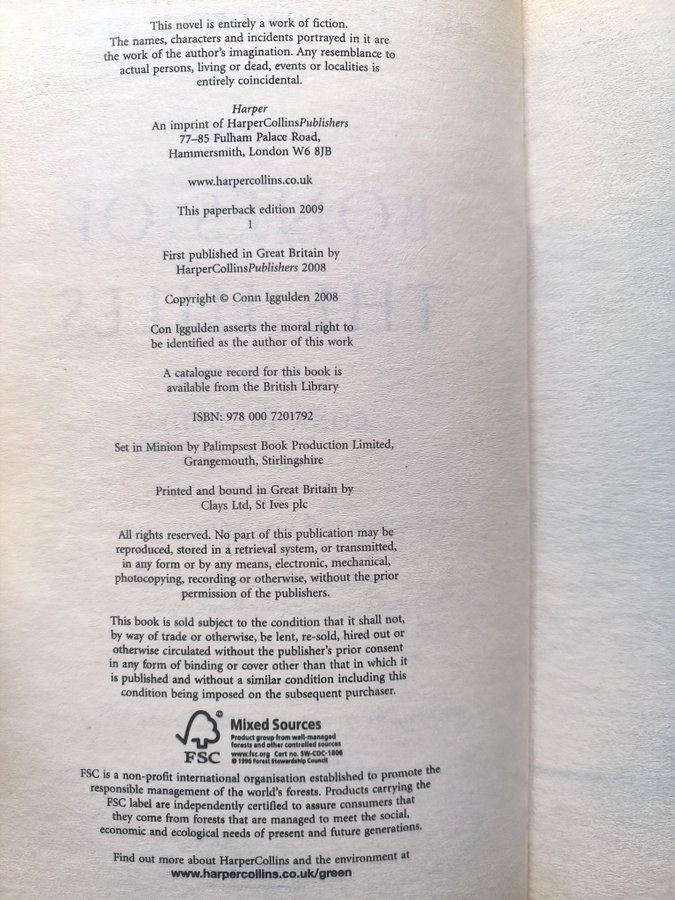 This novel is entirely a work of fiction.
The names, characters and incidents portrayed in it are
the work of the author's imagination. Any resemblance to
actual persons, living or dead, events or localities is
entirely coincidental.
Harper
An imprint of HarperCollinsPublishers
77–85 Fulham Palace Road,
Hammersmith, London W6 8JB
www.harpercollins.co.uk
This paperback edition 2009
1
First published in Great Britain by
HarperCollinsPublishers 2008
Copyright © Conn Iggulden 2008
Con Iggulden asserts the moral right to
be identified as the author of this work
A catalogue record for this book is
available from the British Library
ISBN: 978 000 7201792
Set in Minion by Palimpsest Book Production Limited,
Grangemouth, Stirlingshire
Printed and bound in Great Britain by
Clays Ltd, St Ives plc
All rights reserved. No part of this publication may be
reproduced, stored in a retrieval system, or transmitted,
in any form or by any means, electronic, mechanical,
photocopying, recording or otherwise, without the prior
permission of the publishers.
This book is sold subject to the condition that it shall not,
by way of trade or otherwise, be lent, re-sold, hired out or
otherwise circulated without the publisher's prior consent
in any form of binding or cover other than that in which it
is published and without a similar condition including this
condition being imposed on the subsequent purchaser.
FSC
Mixed Sources
Product group from well-managed
forests and other controlled sources
www.fsc.org Cert no. SW-COC-1806
© 1996 Forest Stewardship Council
FSC is a non-profit international organisation established to promote the
responsible management of the world's forests. Products carrying the
FSC label are independently certified to assure consumers that
they come from forests that are managed to meet the social,
economic and ecological needs of present and future generations.
Find out more about HarperCollins and the environment at
www.harpercollins.co.uk/green